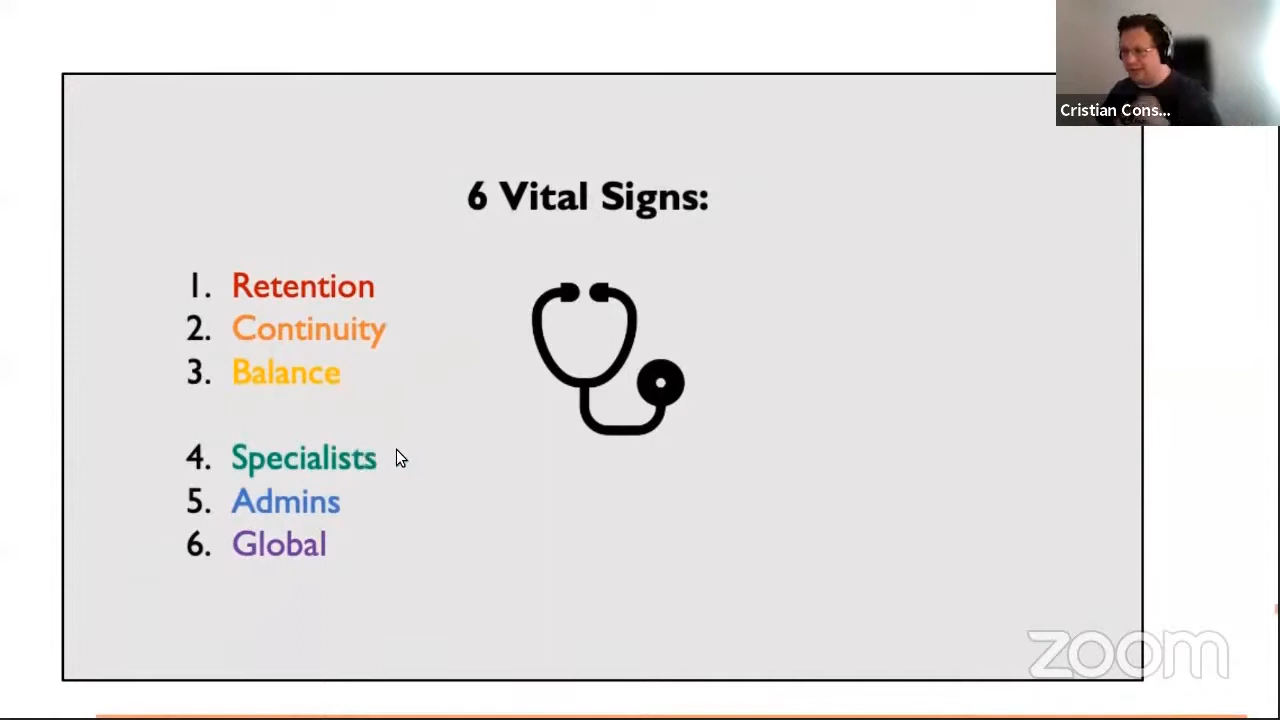 Cristian Cons...
6 Vital Signs:
1. Retention
2. Continuity
3. Balance
4. Specialists
5. Admins
6. Global
zoom